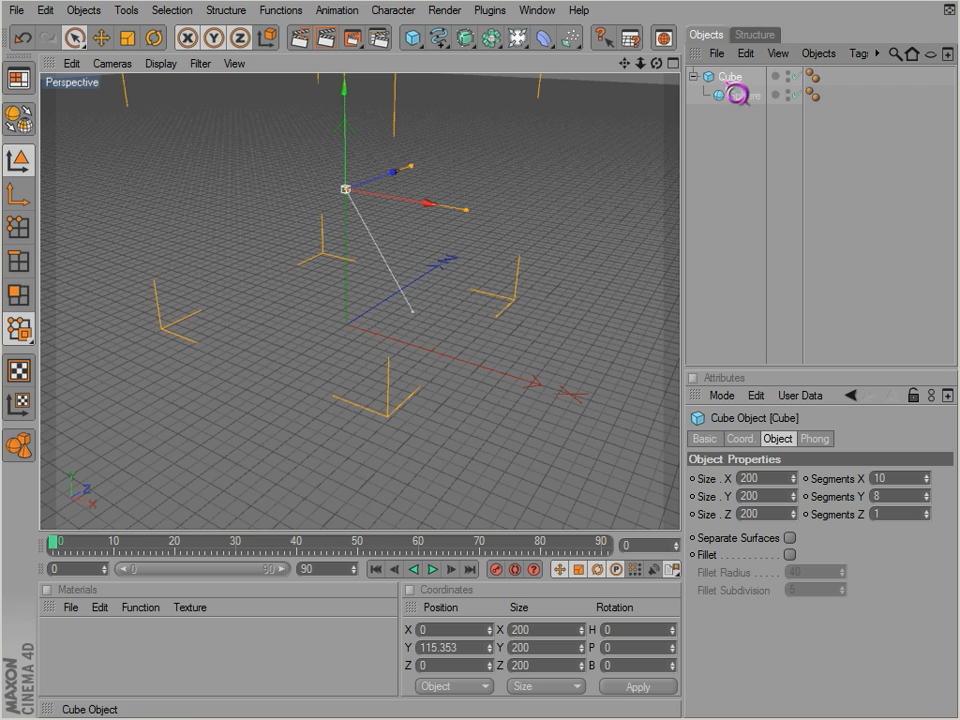 File Edit Objects Tools Selection Structure Functions Animation Character Render Plugins Window Help
Edit Cameras Display Filter View
Perspective
Y
Z
X
0 10 20 30 40 50 60 70 80 90 0
0 0 90 90
Materials
File Edit Function Texture
Coordinates
Position Size Rotation
X 0 X 200 H 0
Y 115.353 Y 200 P 0
Z 0 Z 200 B 0
Object Size Apply
MAXON
CINEMA 4D
Cube Object
Objects Structure
File Edit View Objects Tag
Cube
Attributes
Mode Edit User Data
Cube Object [Cube]
Basic Coord. Object Phong
Object Properties
Size . X 200 Segments X 10
Size . Y 200 Segments Y 8
Size . Z 200 Segments Z 1
Separate Surfaces
Fillet . . . . . . . . . . .
Fillet Radius . . . . . 40
Fillet Subdivision 5